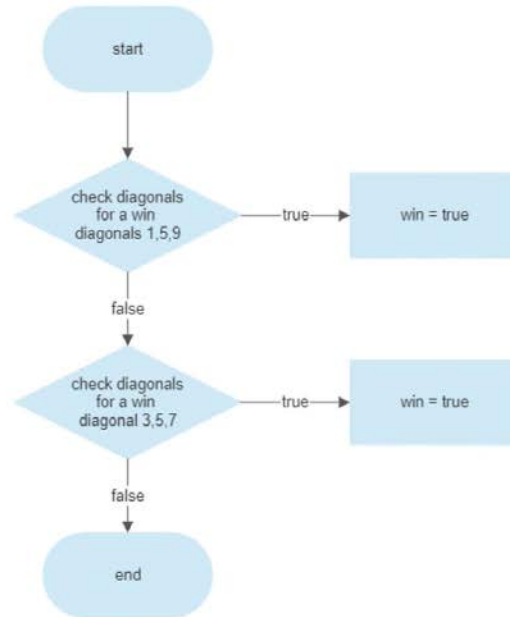 start
check diagonals
for a win
diagonals 1,5,9
true
win = true
false
check diagonals
for a win
diagonal 3,5,7
true
win = true
false
end